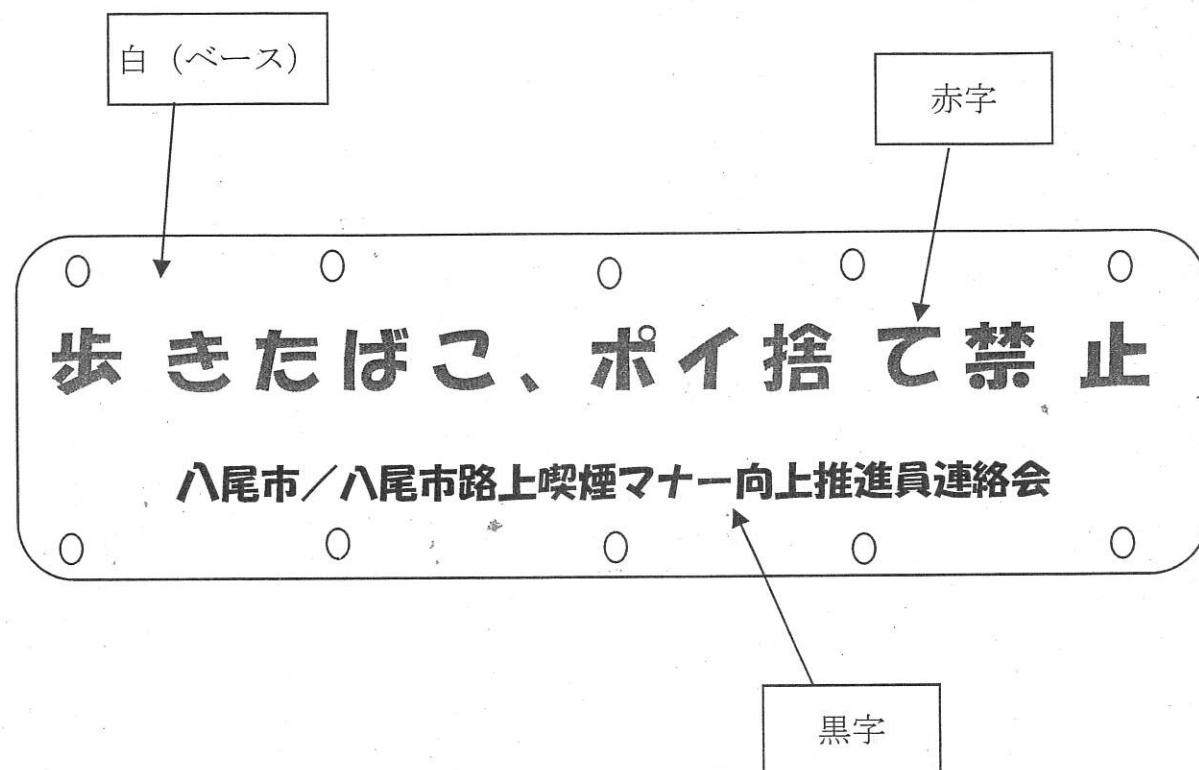 白（ベース）
赤字
歩きたばこ、ポイ捨て禁止
八尾市／八尾市路上喫煙マナー向上推進員連絡会
黒字